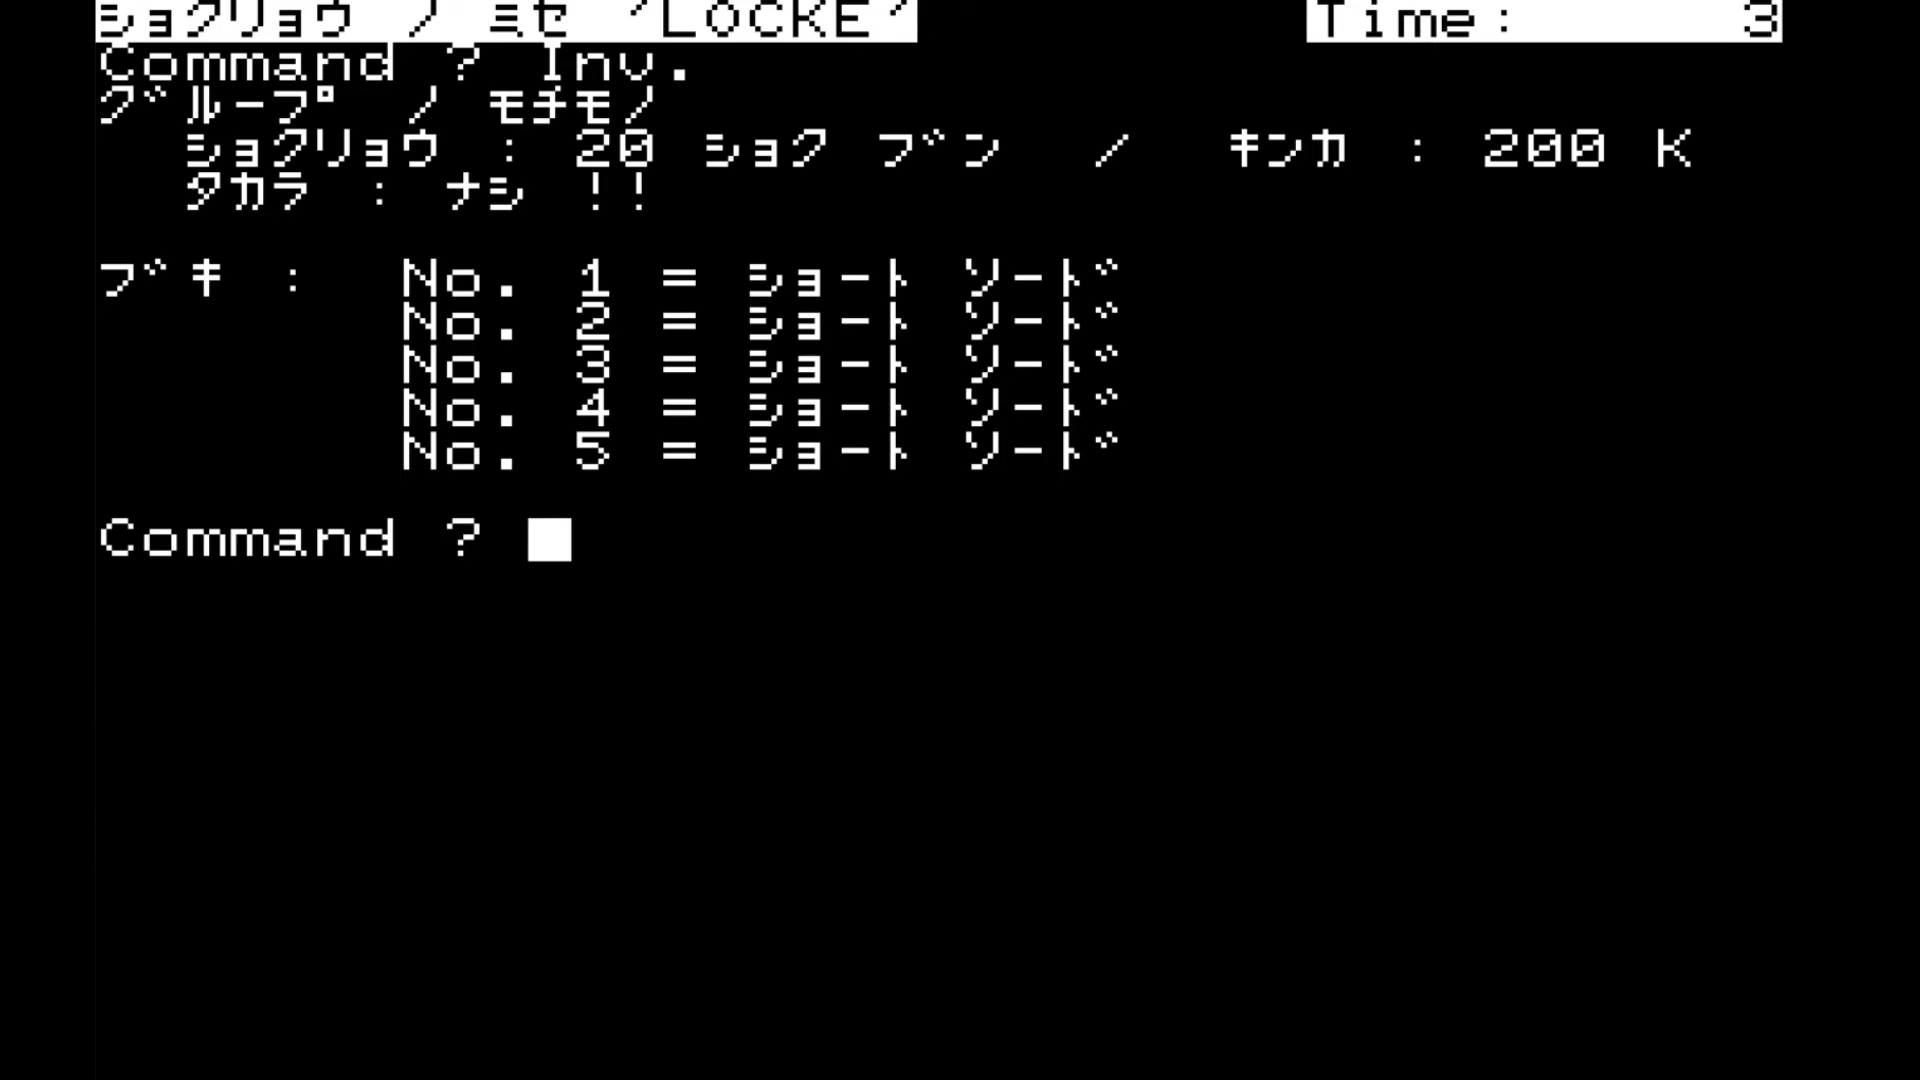 ショクリョウ ノ ミセ 'LOCKE' Time: 3
Command ? Inv.
グループ ノ モチモノ
ショクリョウ : 20 ショク ブン / キンカ : 200 K
タカラ : ナシ !!
ブキ : No. 1 = ショート ソード
No. 2 = ショート ソード
No. 3 = ショート ソード
No. 4 = ショート ソード
No. 5 = ショート ソード
Command ?